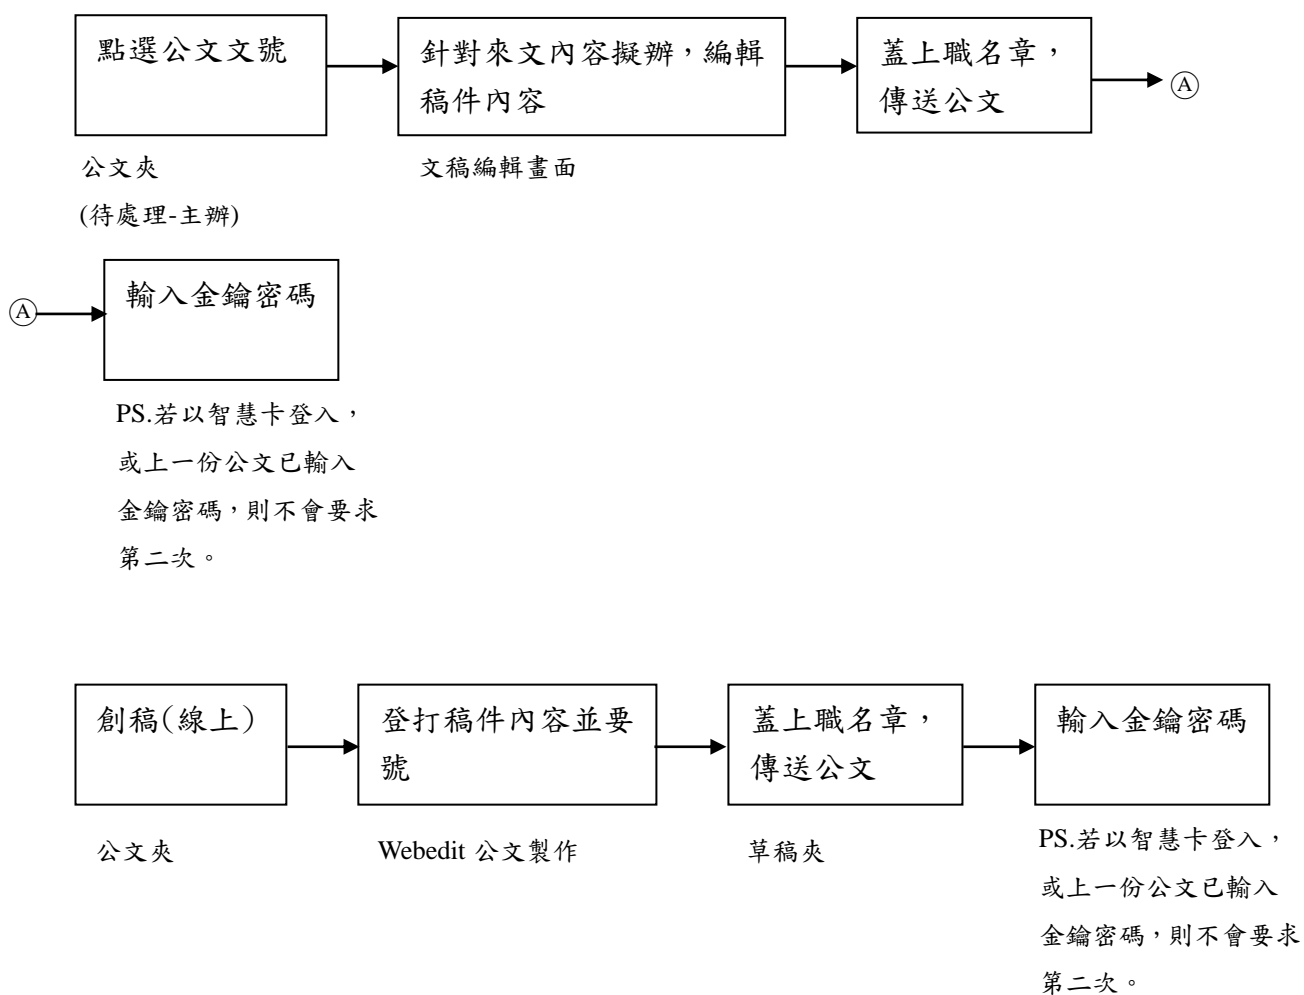 點選公文文號
針對來文內容擬辦，編輯
稿件內容
蓋上職名章，
傳送公文
Ⓐ
公文夾
(待處理-主辦)
文稿編輯畫面
Ⓐ
輸入金鑰密碼
PS.若以智慧卡登入，
或上一份公文已輸入
金鑰密碼，則不會要求
第二次。
創稿(線上)
登打稿件內容並要
號
蓋上職名章，
傳送公文
輸入金鑰密碼
公文夾
Webedit 公文製作
草稿夾
PS.若以智慧卡登入，
或上一份公文已輸入
金鑰密碼，則不會要求
第二次。